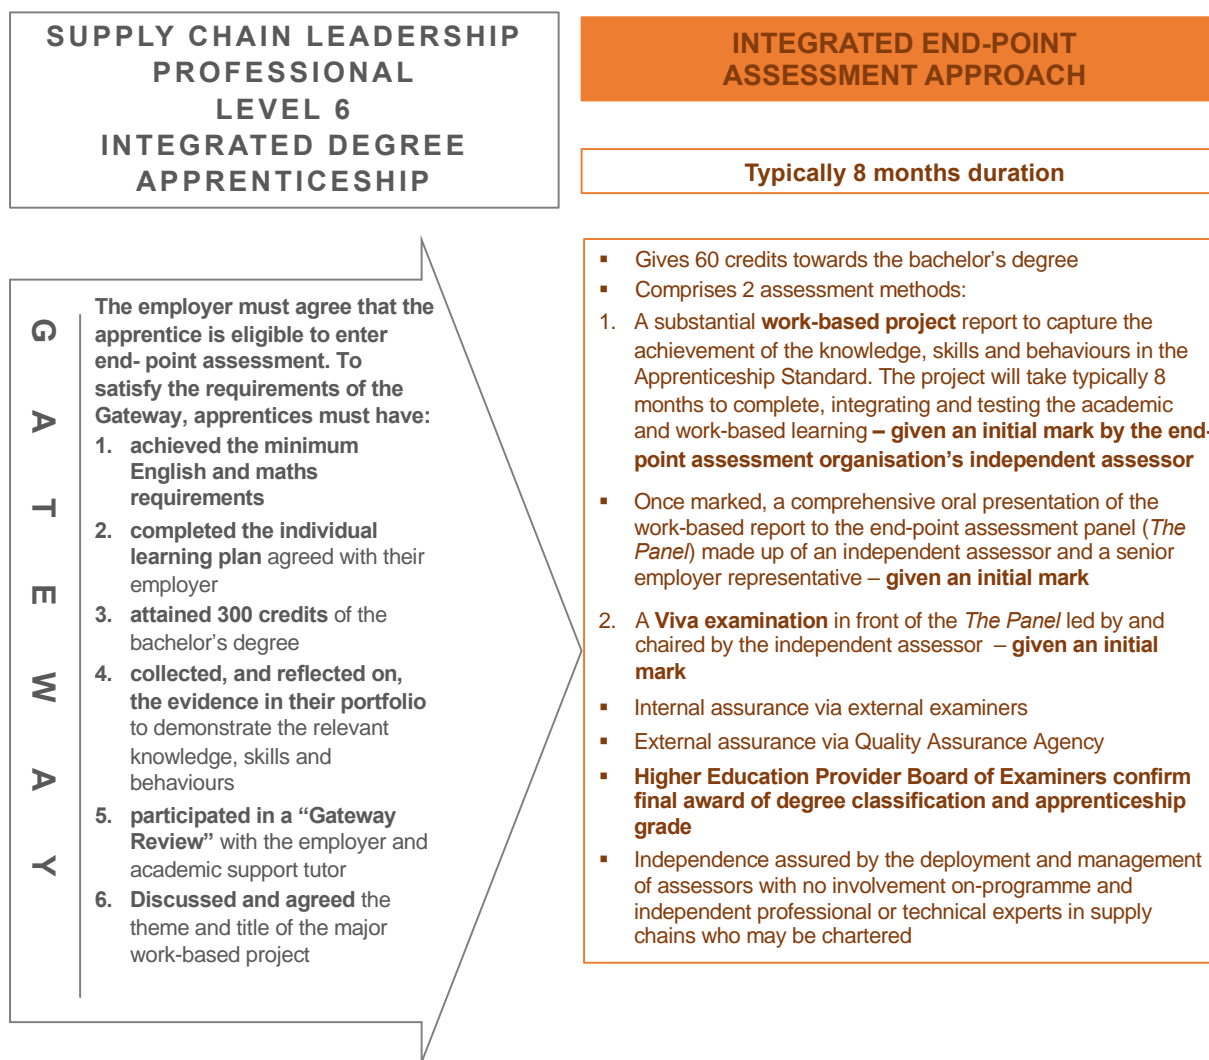 SUPPLY CHAIN LEADERSHIP
PROFESSIONAL
LEVEL 6
INTEGRATED DEGREE
APPRENTICESHIP
INTEGRATED END-POINT
ASSESSMENT APPROACH
Typically 8 months duration
GATEWAY
The employer must agree that the
apprentice is eligible to enter
end- point assessment. To
satisfy the requirements of the
Gateway, apprentices must have:
1. achieved the minimum
English and maths
requirements
2. completed the individual
learning plan agreed with their
employer
3. attained 300 credits of the
bachelor's degree
4. collected, and reflected on,
the evidence in their portfolio
to demonstrate the relevant
knowledge, skills and
behaviours
5. participated in a “Gateway
Review” with the employer and
academic support tutor
6. Discussed and agreed the
theme and title of the major
work-based project
▪ Gives 60 credits towards the bachelor's degree
▪ Comprises 2 assessment methods:
1. A substantial work-based project report to capture the
achievement of the knowledge, skills and behaviours in the
Apprenticeship Standard. The project will take typically 8
months to complete, integrating and testing the academic
and work-based learning – given an initial mark by the end-
point assessment organisation's independent assessor
▪ Once marked, a comprehensive oral presentation of the
work-based report to the end-point assessment panel (The
Panel) made up of an independent assessor and a senior
employer representative – given an initial mark
2. A Viva examination in front of the The Panel led by and
chaired by the independent assessor – given an initial
mark
▪ Internal assurance via external examiners
▪ External assurance via Quality Assurance Agency
▪ Higher Education Provider Board of Examiners confirm
final award of degree classification and apprenticeship
grade
▪ Independence assured by the deployment and management
of assessors with no involvement on-programme and
independent professional or technical experts in supply
chains who may be chartered